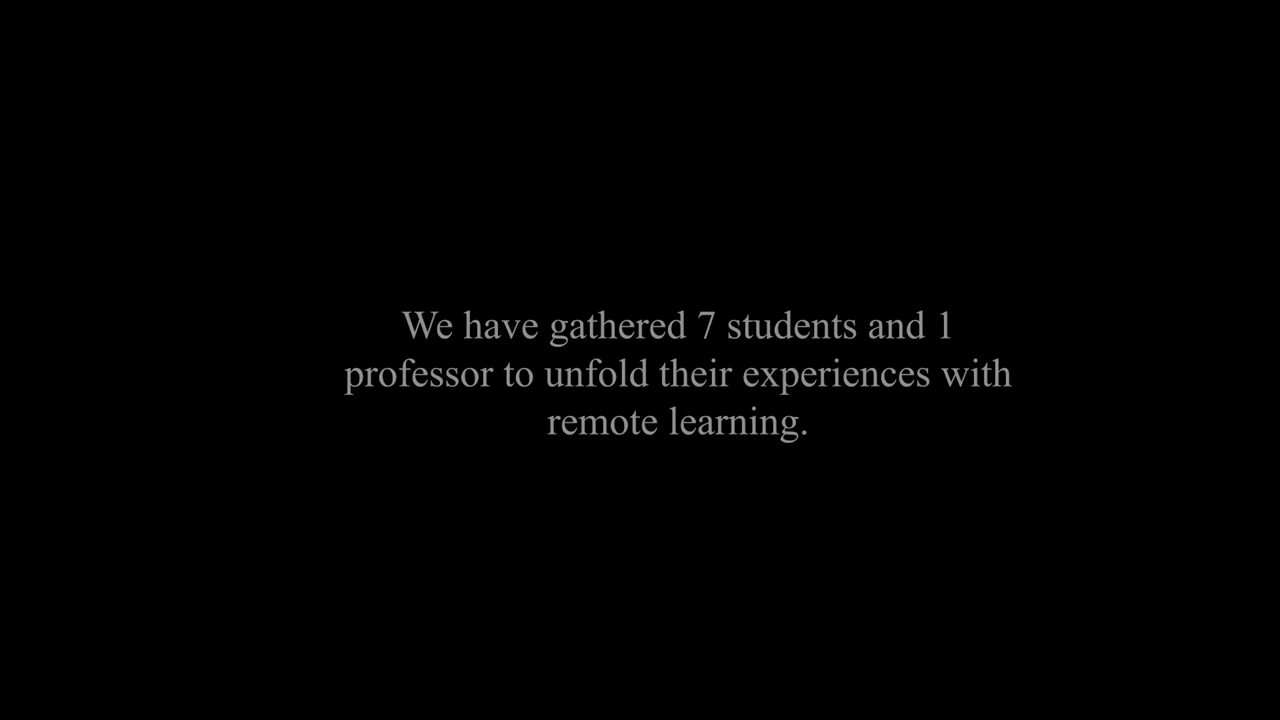 We have gathered 7 students and 1
professor to unfold their experiences with
remote learning.